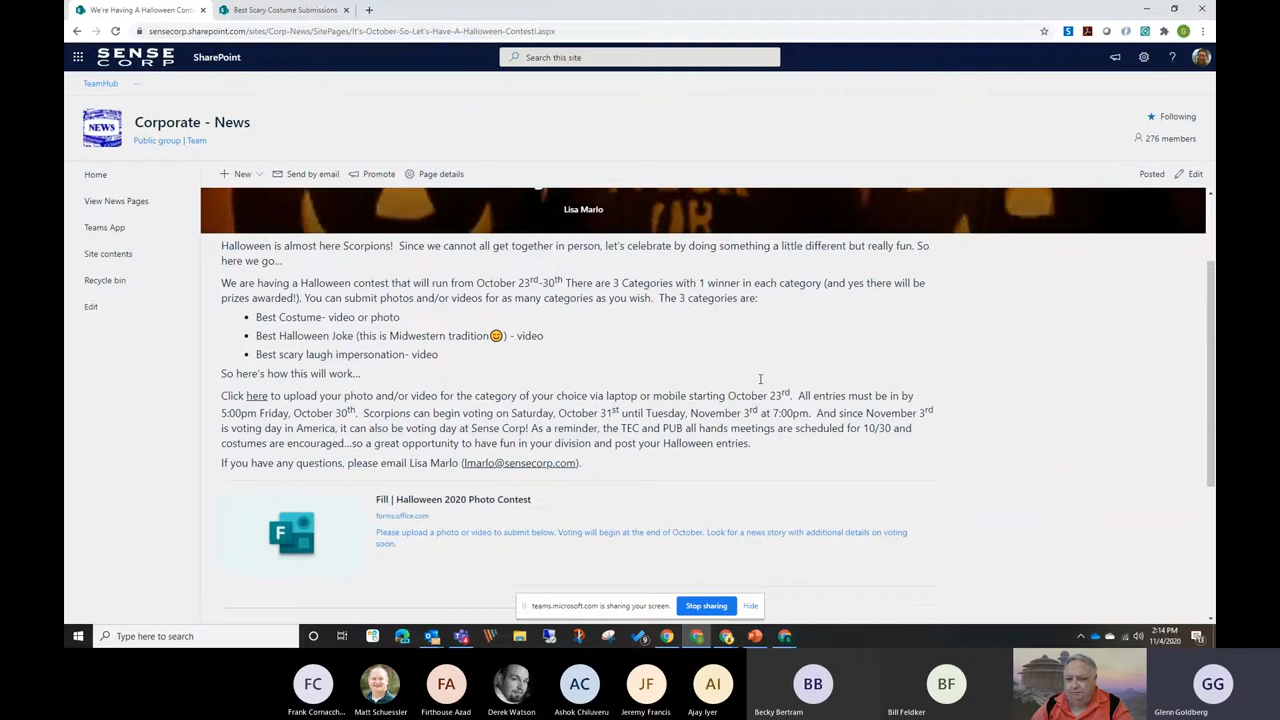 We're Having A Halloween Cont
Best Scary Costume Submissions
sensecorp.sharepoint.com/sites/Corp-News/SitePages/It's-October-So-Let's-Have-A-Halloween-Contest!.aspx
SENSE CORP
SharePoint
Search this site
TeamHub
NEWS
Corporate - News
Public group | Team
Following
276 members
Home
View News Pages
Teams App
Site contents
Recycle bin
Edit
New
Send by email
Promote
Page details
Posted
Edit
Lisa Marlo
Halloween is almost here Scorpions! Since we cannot all get together in person, let's celebrate by doing something a little different but really fun. So
here we go...
We are having a Halloween contest that will run from October 23rd-30th There are 3 Categories with 1 winner in each category (and yes there will be
prizes awarded!). You can submit photos and/or videos for as many categories as you wish. The 3 categories are:
• Best Costume- video or photo
• Best Halloween Joke (this is Midwestern tradition😊) - video
• Best scary laugh impersonation- video
So here's how this will work...
Click here to upload your photo and/or video for the category of your choice via laptop or mobile starting October 23rd. All entries must be in by
5:00pm Friday, October 30th. Scorpions can begin voting on Saturday, October 31st until Tuesday, November 3rd at 7:00pm. And since November 3rd
is voting day in America, it can also be voting day at Sense Corp! As a reminder, the TEC and PUB all hands meetings are scheduled for 10/30 and
costumes are encouraged...so a great opportunity to have fun in your division and post your Halloween entries.
If you have any questions, please email Lisa Marlo (lmarlo@sensecorp.com).
Fill | Halloween 2020 Photo Contest
forms.office.com
Please upload a photo or video to submit below. Voting will begin at the end of October. Look for a news story with additional details on voting
soon.
teams.microsoft.com is sharing your screen.
Stop sharing
Hide
Type here to search
2:14 PM
11/4/2020
FC
FA
AC
JF
AI
BB
BF
GG
Frank Comacch...
Matt Schuessler
Firthouse Azad
Derek Watson
Ashok Chiluveru
Jeremy Francis
Ajay Iyer
Becky Bertram
Bill Feldker
Glenn Goldberg